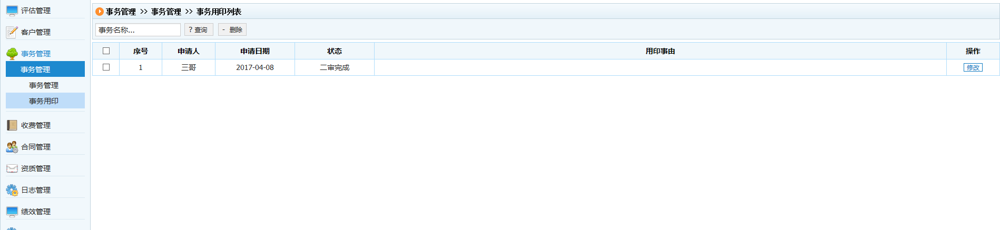 评估管理
客户管理
事务管理
事务管理
事务管理
事务用印
收费管理
合同管理
资质管理
日志管理
绩效管理
事务管理 >> 事务管理 >> 事务用印列表
事务名称... ? 查询 - 删除
序号 申请人 申请日期 状态 用印事由 操作
1 三哥 2017-04-08 二审完成 修改